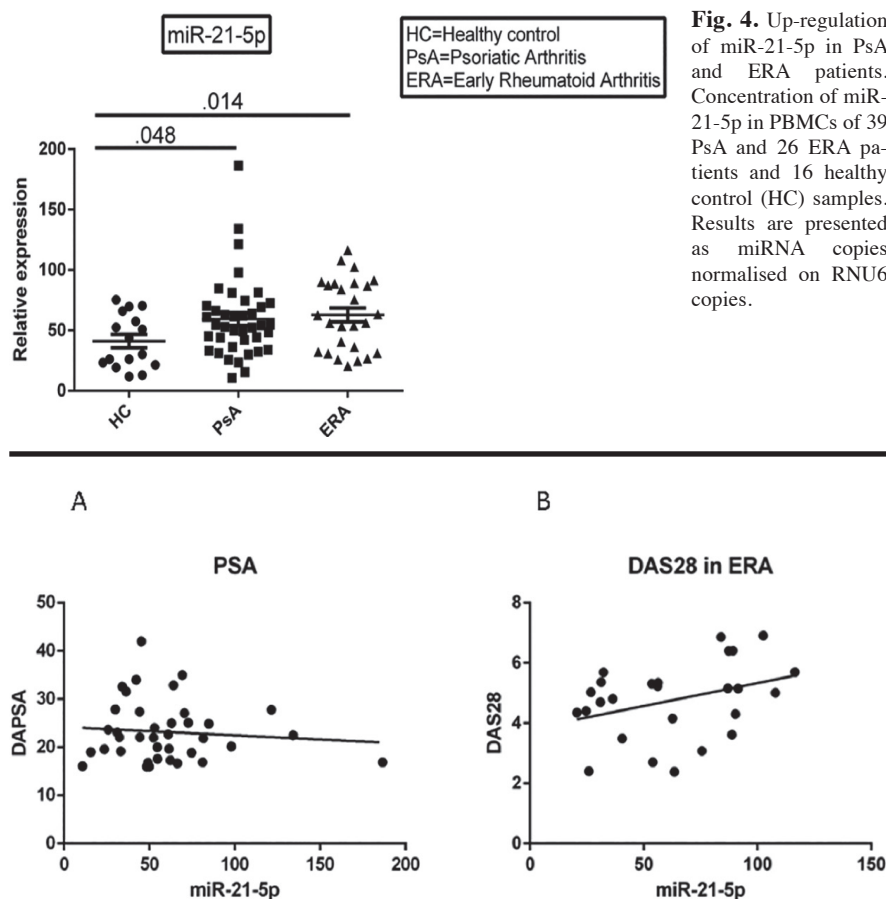 miR-21-5p
HC=Healthy control
PsA=Psoriatic Arthritis
ERA=Early Rheumatoid Arthritis
.014
.048
Relative expression
200
150
100
50
0
HC
PsA
ERA
Fig. 4. Up-regulation
of miR-21-5p in PsA
and ERA patients.
Concentration of miR-
21-5p in PBMCs of 39
PsA and 26 ERA pa-
tients and 16 healthy
control (HC) samples.
Results are presented
as miRNA copies
normalised on RNU6
copies.
A
PSA
DAPSA
50
40
30
20
10
0
0 50 100 150 200
miR-21-5p
B
DAS28 in ERA
DAS28
8
6
4
2
0
0 50 100 150
miR-21-5p